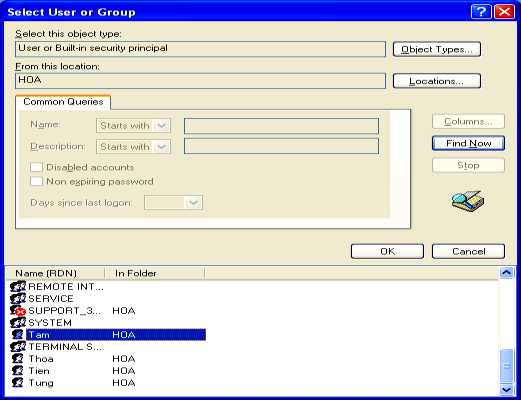 Select User or Group
Select this object type:
User or Built-in security principal
Object Types...
From this location:
HOA
Locations...
Common Queries
Name:
Starts with
Columns...
Description:
Starts with
Find Now
Disabled accounts
Stop
Non expiring password
Days since last logon:
OK
Cancel
Name (RDN) In Folder
REMOTE INT...
SERVICE
SUPPORT_3... HOA
SYSTEM
Tam HOA
TERMINAL S...
Thoa HOA
Tien HOA
Tung HOA